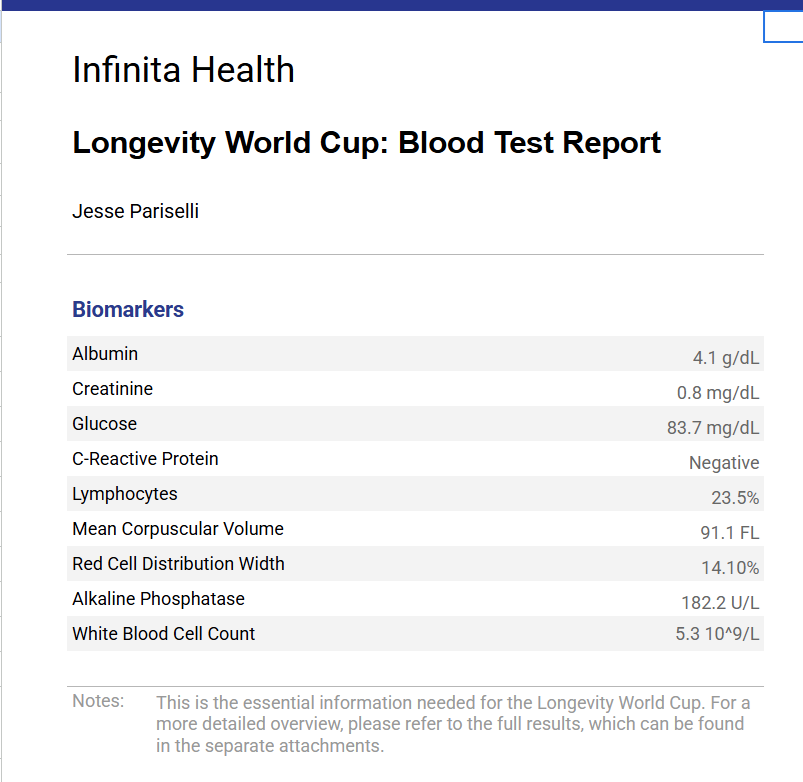 Infinita Health
Longevity World Cup: Blood Test Report
Jesse Pariselli
Biomarkers
Albumin 4.1 g/dL
Creatinine 0.8 mg/dL
Glucose 83.7 mg/dL
C-Reactive Protein Negative
Lymphocytes 23.5%
Mean Corpuscular Volume 91.1 FL
Red Cell Distribution Width 14.10%
Alkaline Phosphatase 182.2 U/L
White Blood Cell Count 5.3 10^9/L
Notes: This is the essential information needed for the Longevity World Cup. For a
more detailed overview, please refer to the full results, which can be found
in the separate attachments.